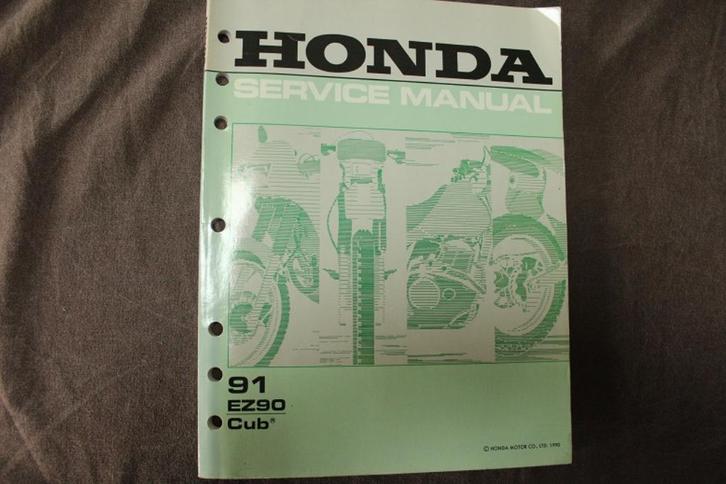 HONDA
SERVICE MANUAL
91
EZ90
Cub®
© HONDA MOTOR CO., LTD. 1990